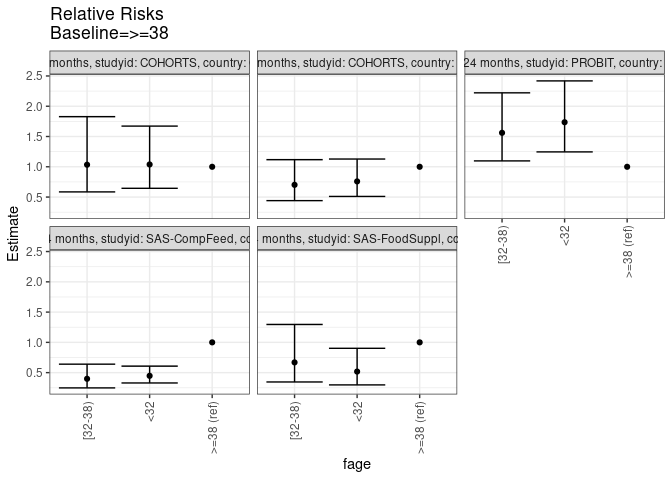 Relative Risks
Baseline=>=38
months, studyid: COHORTS, country:
months, studyid: COHORTS, country:
24 months, studyid: PROBIT, country:
2.5
2.0
1.5
1.0
0.5
[32-38)
<32
>=38 (ref)
months, studyid: SAS-CompFeed, co
months, studyid: SAS-FoodSuppl, co
2.5
2.0
1.5
1.0
0.5
[32-38)
<32
>=38 (ref)
[32-38)
<32
>=38 (ref)
Estimate
fage